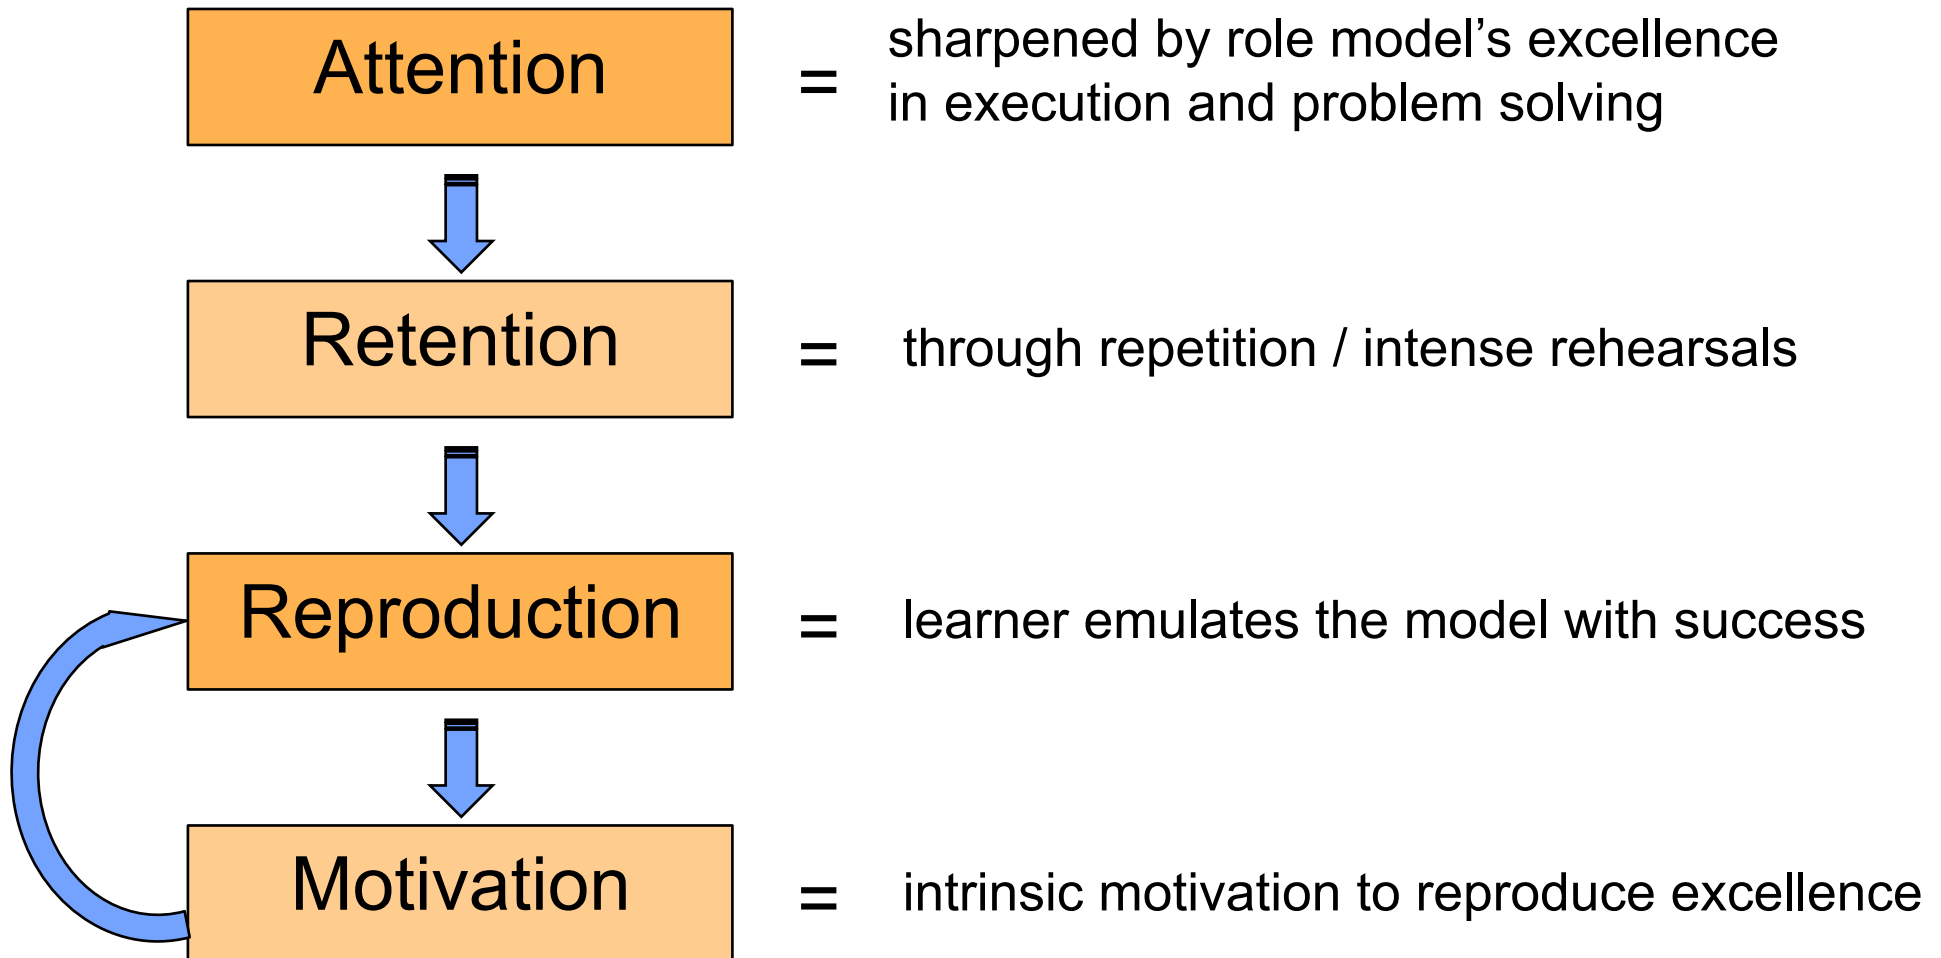 Attention
= sharpened by role model’s excellence
in execution and problem solving
Retention
= through repetition / intense rehearsals
Reproduction
= learner emulates the model with success
Motivation
= intrinsic motivation to reproduce excellence